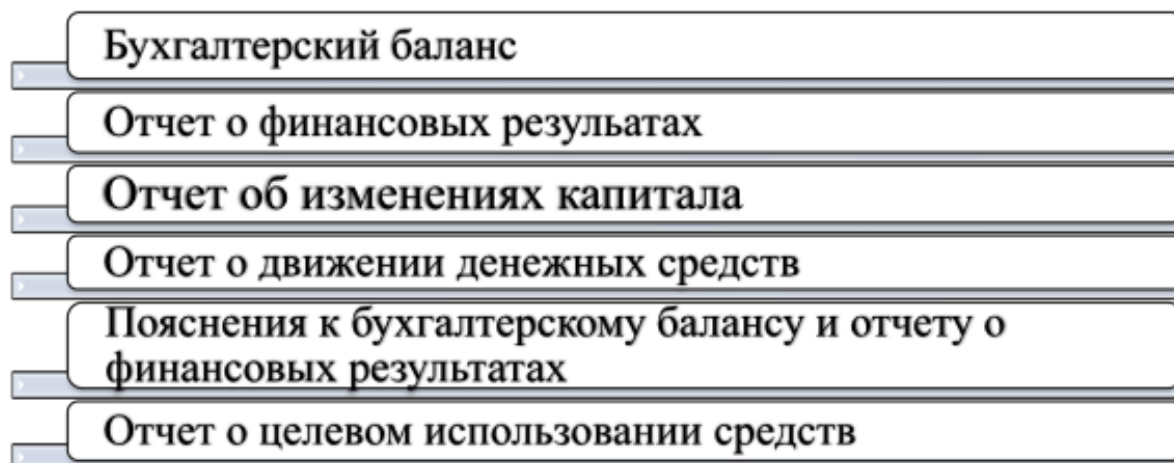 Бухгалтерский баланс
Отчет о финансовых резульатах
Отчет об изменениях капитала
Отчет о движении денежных средств
Пояснения к бухгалтерскому балансу и отчету о
финансовых результатах
Отчет о целевом использовании средств